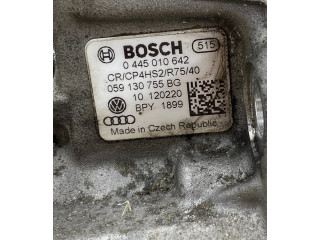 BOSCH 515
0 445 010 642
CR/CP4HS2/R75/40
059 130 755 BG
10 120220
BPY 1899
Made in Czech Republic